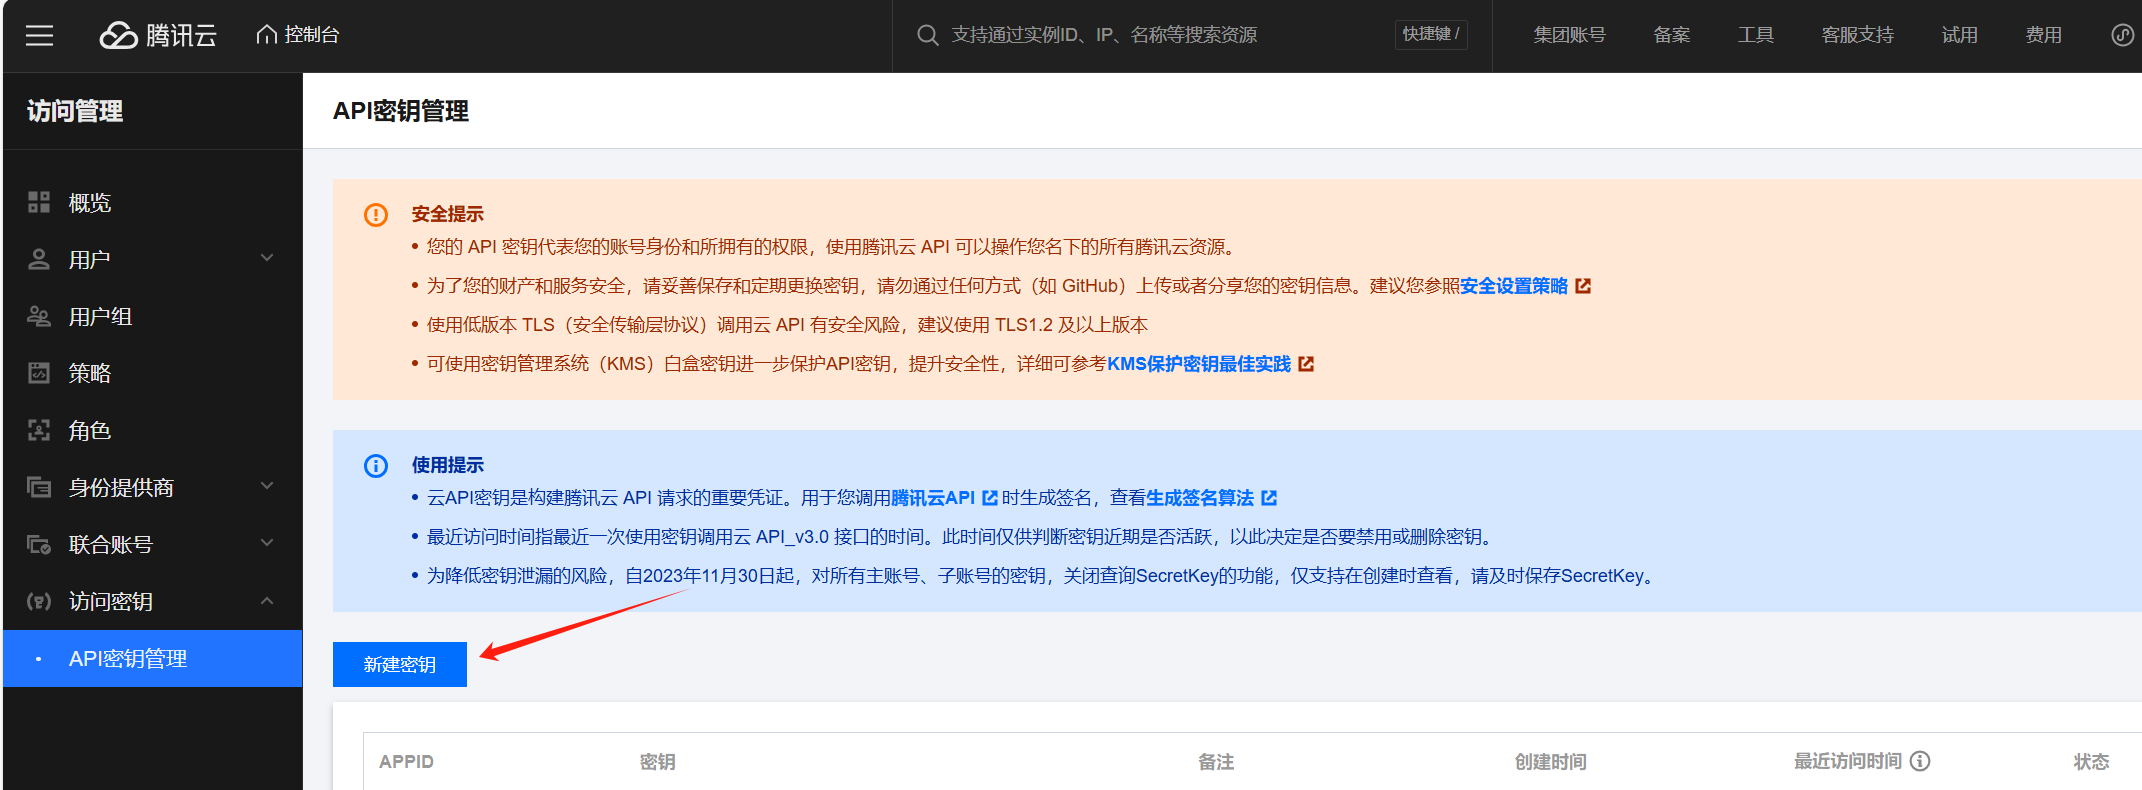 腾讯云
控制台
支持通过实例ID、IP、名称等搜索资源
快捷键 /
集团账号
备案
工具
客服支持
试用
费用
访问管理
概览
用户
用户组
策略
角色
身份提供商
联合账号
访问密钥
API密钥管理
API密钥管理
安全提示
您的 API 密钥代表您的账号身份和所拥有的权限，使用腾讯云 API 可以操作您名下的所有腾讯云资源。
为了您的财产和服务安全，请妥善保存和定期更换密钥，请勿通过任何方式（如 GitHub）上传或者分享您的密钥信息。建议您参照安全设置策略
使用低版本 TLS（安全传输层协议）调用云 API 有安全风险，建议使用 TLS1.2 及以上版本
可使用密钥管理系统（KMS）白盒密钥进一步保护API密钥，提升安全性，详细可参考KMS保护密钥最佳实践
使用提示
云API密钥是构建腾讯云 API 请求的重要凭证。用于您调用腾讯云API 时生成签名，查看生成签名算法
最近访问时间指最近一次使用密钥调用云 API_v3.0 接口的时间。此时间仅供判断密钥近期是否活跃，以此决定是否要禁用或删除密钥。
为降低密钥泄漏的风险，自2023年11月30日起，对所有主账号、子账号的密钥，关闭查询SecretKey的功能，仅支持在创建时查看，请及时保存SecretKey。
新建密钥
APPID
密钥
备注
创建时间
最近访问时间
状态